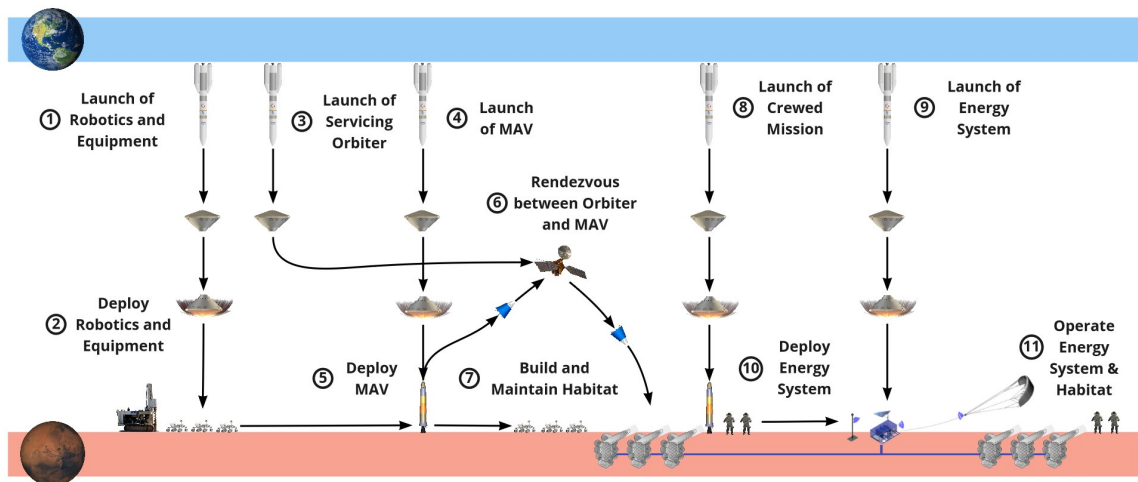 1
Launch of
Robotics and
Equipment
2
Deploy
Robotics and
Equipment
3
Launch of
Servicing
Orbiter
4
Launch
of MAV
5
Deploy
MAV
6
Rendezvous
between Orbiter
and MAV
7
Build and
Maintain Habitat
8
Launch of
Crewed
Mission
9
Launch of
Energy
System
10
Deploy
Energy
System
11
Operate
Energy
System &
Habitat